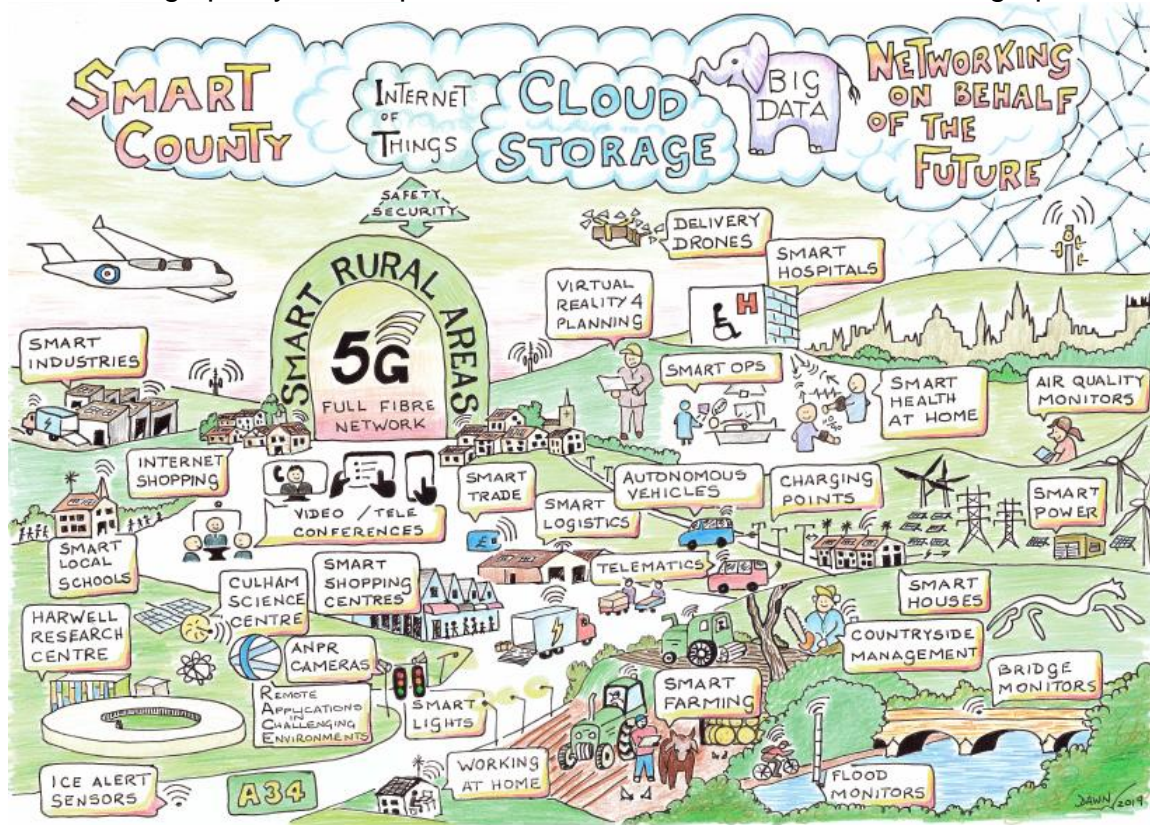 SMART
COUNTY
INTERNET
OF
THINGS
CLOUD
STORAGE
BIG
DATA
NETWORKING
ON BEHALF
OF THE
FUTURE
SAFETY
SECURITY
DELIVERY
DRONES
SMART
HOSPITALS
H
VIRTUAL
REALITY 4
PLANNING
SMART RURAL AREAS
5G
FULL FIBRE
NETWORK
SMART
INDUSTRIES
SMART OPS
SMART
HEALTH
AT HOME
AIR QUALITY
MONITORS
INTERNET
SHOPPING
VIDEO / TELE
CONFERENCES
SMART
TRADE
£
SMART
LOGISTICS
AUTONOMOUS
VEHICLES
CHARGING
POINTS
SMART
POWER
SMART
LOCAL
SCHOOLS
CULHAM
SCIENCE
CENTRE
SMART
SHOPPING
CENTRES
TELEMATICS
SMART
HOUSES
HARWELL
RESEARCH
CENTRE
ANPR
CAMERAS
COUNTRYSIDE
MANAGEMENT
BRIDGE
MONITORS
REMOTE
APPLICATIONS
IN
CHALLENGING
ENVIRONMENTS
SMART
LIGHTS
SMART
FARMING
ICE ALERT
SENSORS
A34
WORKING
AT HOME
FLOOD
MONITORS
DAWN 2019